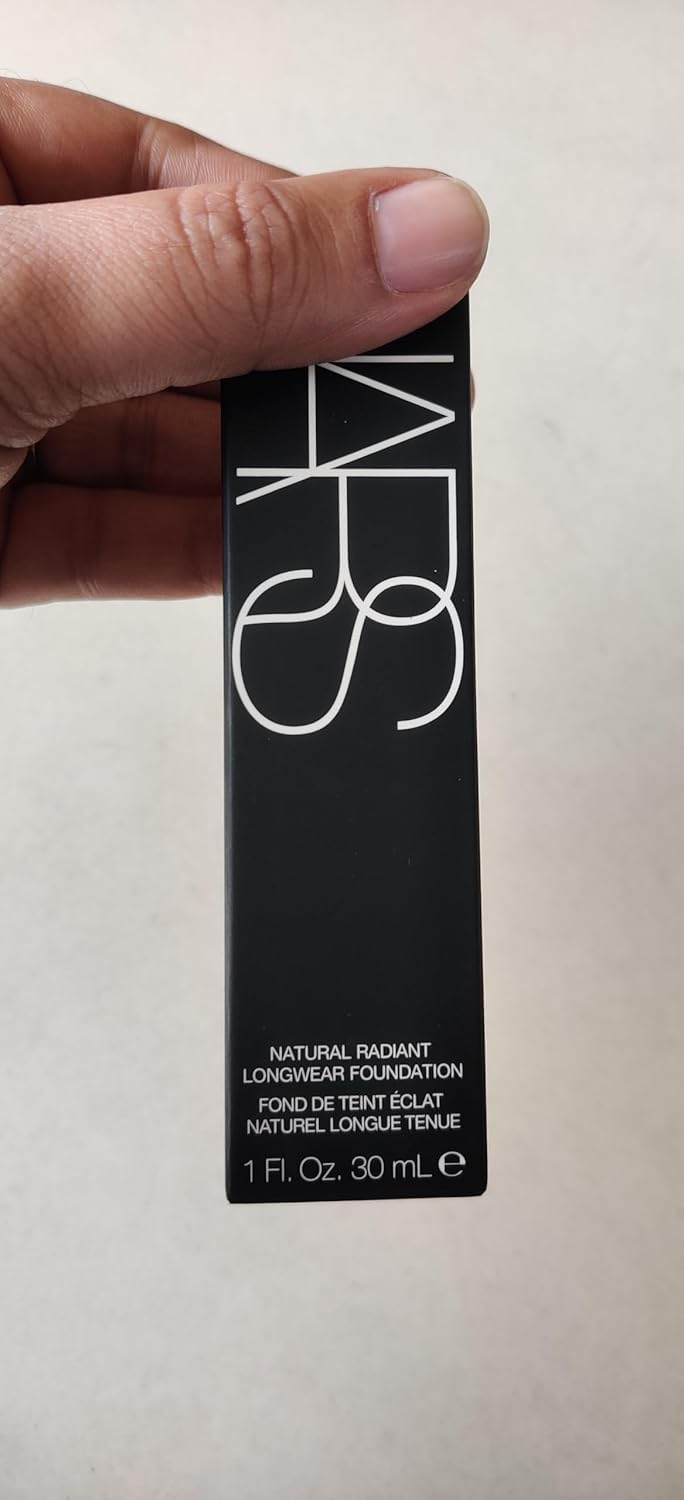 NARS
NATURAL RADIANT
LONGWEAR FOUNDATION
FOND DE TEINT ÉCLAT
NATUREL LONGUE TENUE
1 Fl. Oz. 30 mL ℮